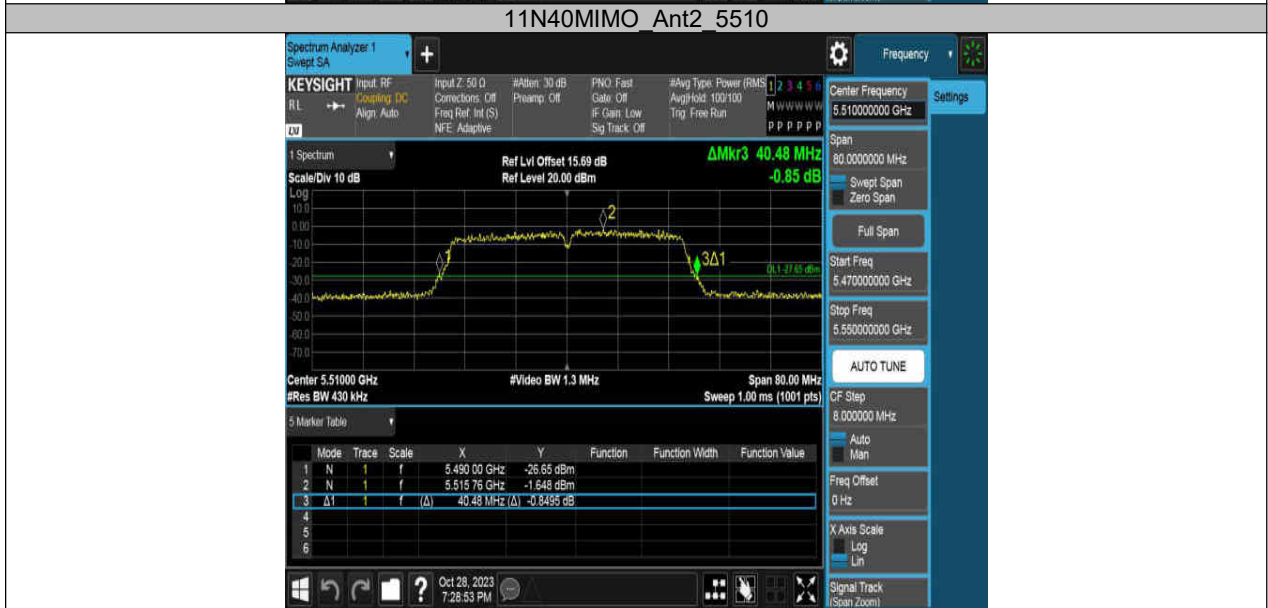 11N40MIMO_Ant2_5510
Spectrum Analyzer 1
Swept SA
+
Frequency
KEYSIGHT
RL
LXI
Input: RF
Coupling: DC
Align: Auto
Input Z: 50 Ω
Corrections: Off
Freq Ref: Int (S)
NFE: Adaptive
#Atten: 30 dB
Preamp: Off
PNO: Fast
Gate: Off
IF Gain: Low
Sig Track: Off
#Avg Type: Power (RMS
Avg|Hold: 100/100
Trig: Free Run
1 2 3 4 5 6
M W W W W W
P P P P P P
Center Frequency
5.510000000 GHz
Settings
Span
80.0000000 MHz
Swept Span
Zero Span
Full Span
Start Freq
5.470000000 GHz
Stop Freq
5.550000000 GHz
AUTO TUNE
CF Step
8.000000 MHz
Auto
Man
Freq Offset
0 Hz
X Axis Scale
Log
Lin
Signal Track
(Span Zoom)
1 Spectrum
Scale/Div 10 dB
Ref Lvl Offset 15.69 dB
Ref Level 20.00 dBm
ΔMkr3 40.48 MHz
-0.85 dB
Log
10.0
0.00
-10.0
-20.0
-30.0
-40.0
-50.0
-60.0
-70.0
1
2
3Δ1
DL1 -27.65 dBm
Center 5.51000 GHz
#Video BW 1.3 MHz
Span 80.00 MHz
#Res BW 430 kHz
Sweep 1.00 ms (1001 pts)
5 Marker Table
Mode Trace Scale X Y Function Function Width Function Value
1 N 1 f 5.490 00 GHz -26.65 dBm
2 N 1 f 5.515 76 GHz -1.648 dBm
3 Δ1 1 f (Δ) 40.48 MHz (Δ) -0.8495 dB
4
5
6
?
Oct 28, 2023
7:28:53 PM